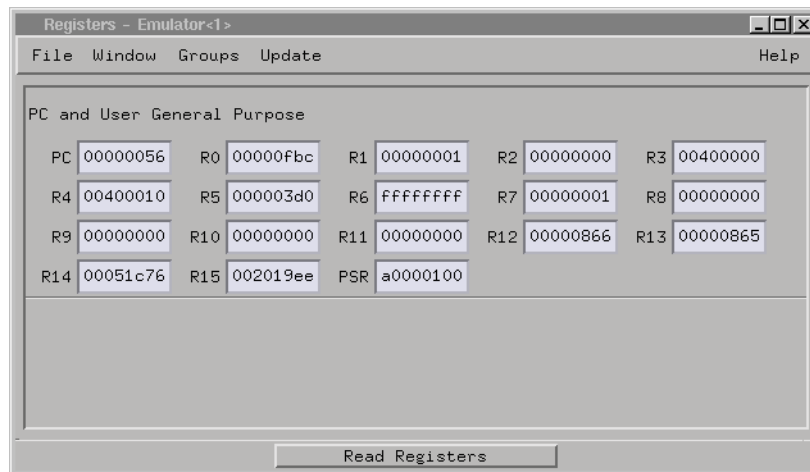 Registers - Emulator<1>
File Window Groups Update Help
PC and User General Purpose
PC 00000056 R0 00000fbc R1 00000001 R2 00000000 R3 00400000
R4 00400010 R5 000003d0 R6 ffffffff R7 00000001 R8 00000000
R9 00000000 R10 00000000 R11 00000000 R12 00000866 R13 00000865
R14 00051c76 R15 002019ee PSR a0000100
Read Registers